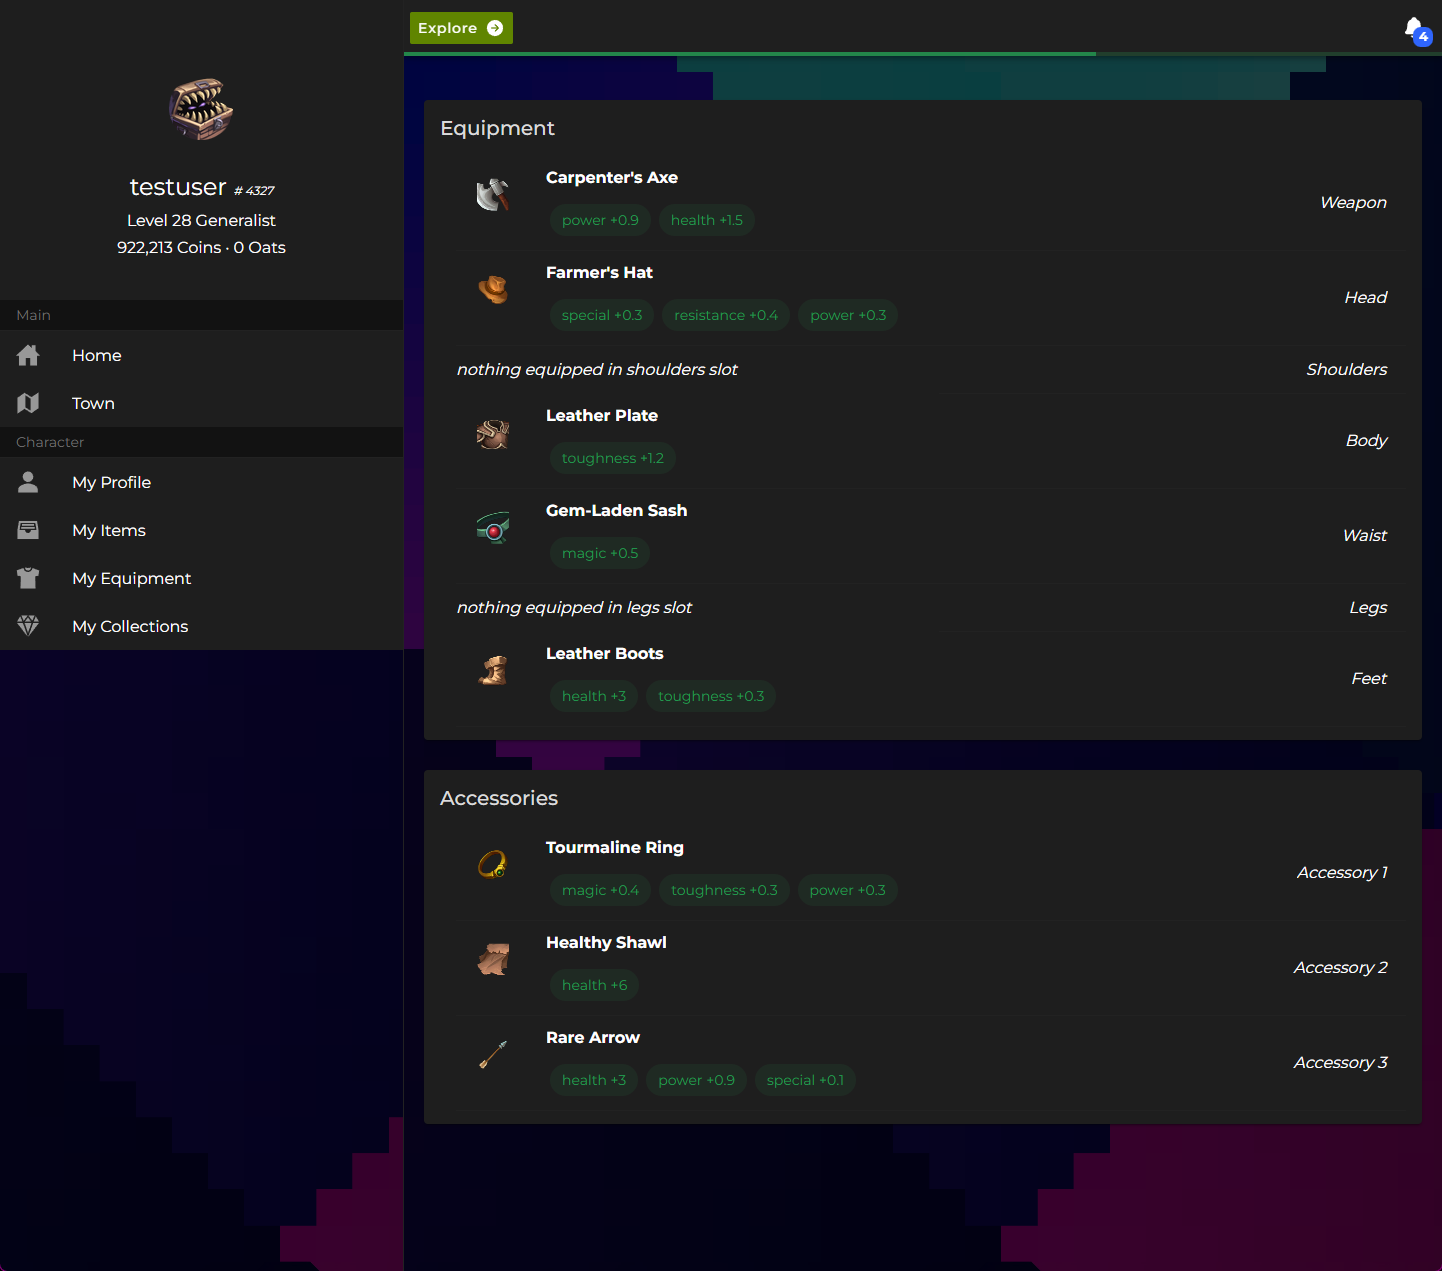 testuser # 4327
Level 28 Generalist
922,213 Coins · 0 Oats
Main
Home
Town
Character
My Profile
My Items
My Equipment
My Collections
Explore
4
Equipment
Carpenter's Axe
power +0.9 health +1.5
Weapon
Farmer's Hat
special +0.3 resistance +0.4 power +0.3
Head
nothing equipped in shoulders slot Shoulders
Leather Plate
toughness +1.2
Body
Gem-Laden Sash
magic +0.5
Waist
nothing equipped in legs slot Legs
Leather Boots
health +3 toughness +0.3
Feet
Accessories
Tourmaline Ring
magic +0.4 toughness +0.3 power +0.3
Accessory 1
Healthy Shawl
health +6
Accessory 2
Rare Arrow
health +3 power +0.9 special +0.1
Accessory 3